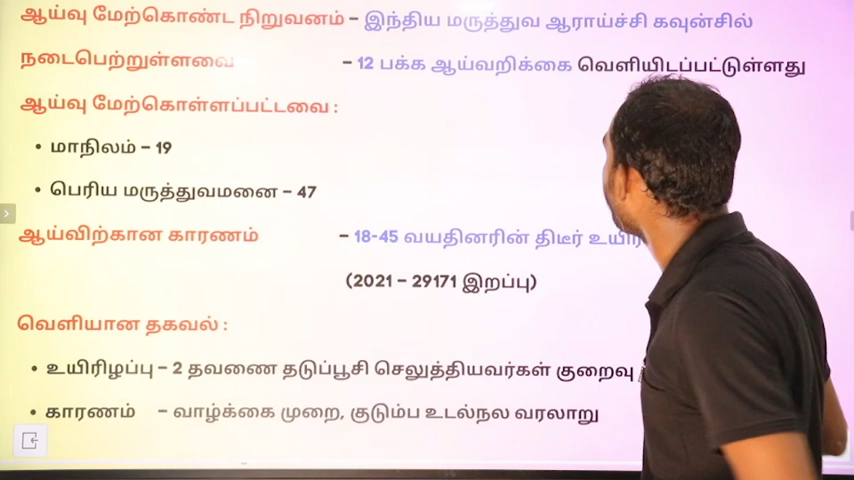 ஆய்வு மேற்கொண்ட நிறுவனம் – இந்திய மருத்துவ ஆராய்ச்சி கவுன்சில்
நடைபெற்றுள்ளவை – 12 பக்க ஆய்வறிக்கை வெளியிடப்பட்டுள்ளது
ஆய்வு மேற்கொள்ளப்பட்டவை :
• மாநிலம் – 19
• பெரிய மருத்துவமனை – 47
ஆய்விற்கான காரணம் – 18-45 வயதினரின் திடீர்
(2021 – 29171 இறப்பு)
வெளியான தகவல் :
• உயிரிழப்பு – 2 தவணை தடுப்பூசி செலுத்தியவர்கள் குறைவு
• காரணம் – வாழ்க்கை முறை, குடும்ப உடல்நல வரலாறு